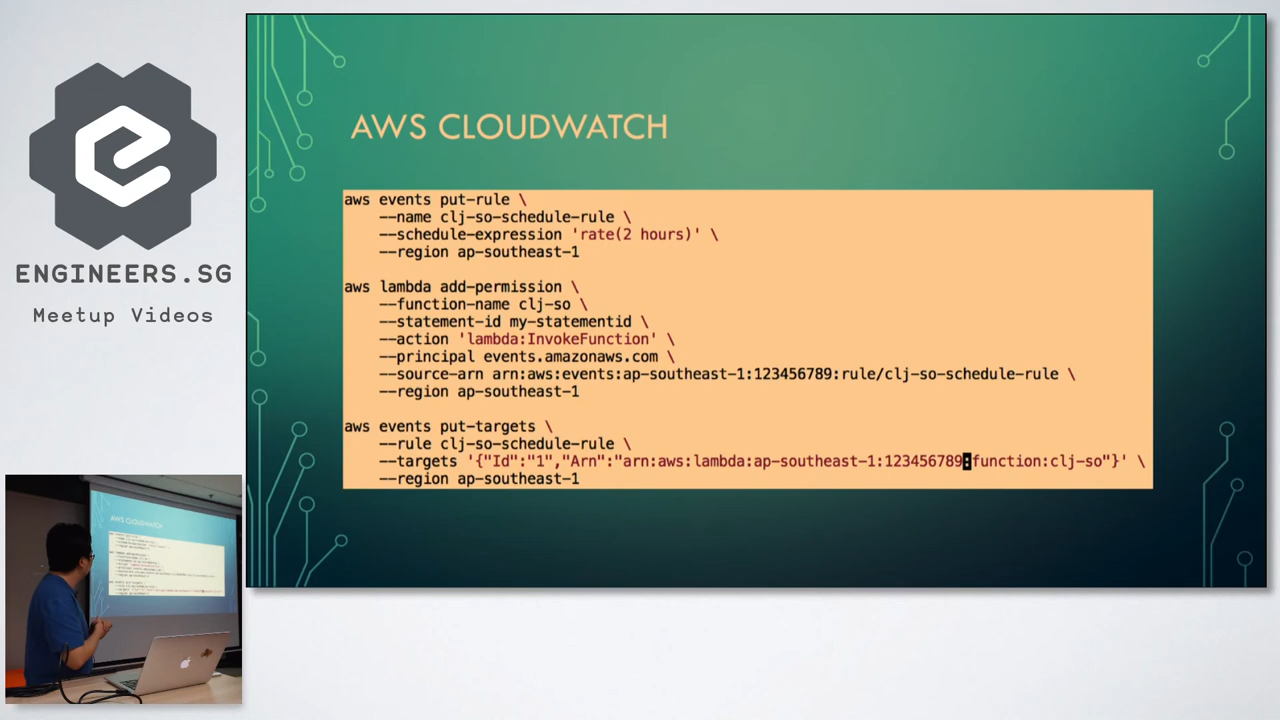 ENGINEERS.SG
Meetup Videos
AWS CLOUDWATCH
aws events put-rule \
--name clj-so-schedule-rule \
--schedule-expression 'rate(2 hours)' \
--region ap-southeast-1
aws lambda add-permission \
--function-name clj-so \
--statement-id my-statementid \
--action 'lambda:InvokeFunction' \
--principal events.amazonaws.com \
--source-arn arn:aws:events:ap-southeast-1:123456789:rule/clj-so-schedule-rule \
--region ap-southeast-1
aws events put-targets \
--rule clj-so-schedule-rule \
--targets '{"Id":"1","Arn":"arn:aws:lambda:ap-southeast-1:123456789:function:clj-so"}' \
--region ap-southeast-1
AWS CLOUDWATCH